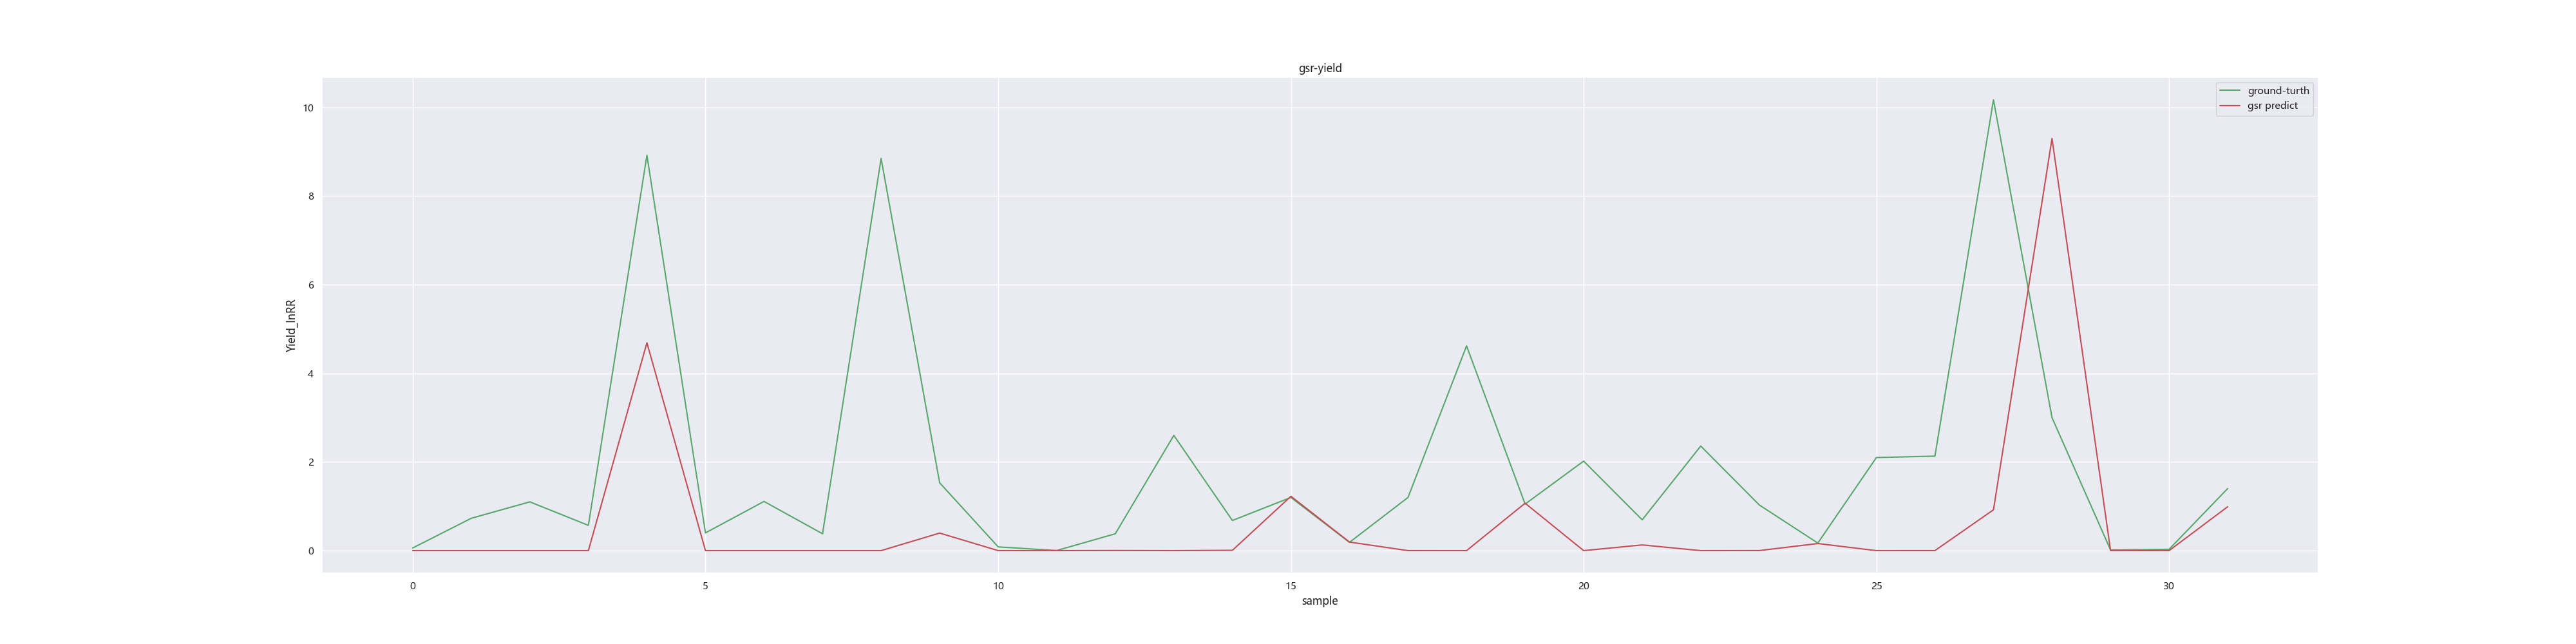 gsr-yield
ground-turth
gsr predict
10
8
6
4
2
0
Yield_lnRR
0 5 10 15 20 25 30
sample